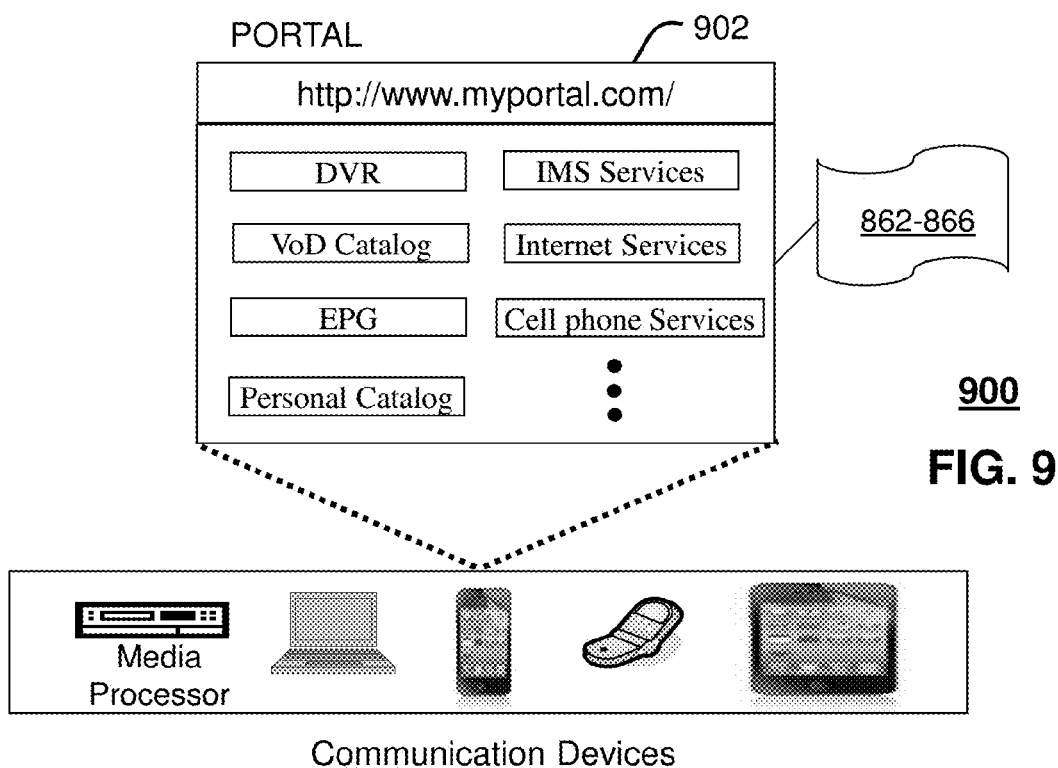 PORTAL
902
http://www.myportal.com/
DVR
IMS Services
VoD Catalog
Internet Services
862-866
EPG
Cell phone Services
Personal Catalog
900
FIG. 9
Media
Processor
Communication Devices